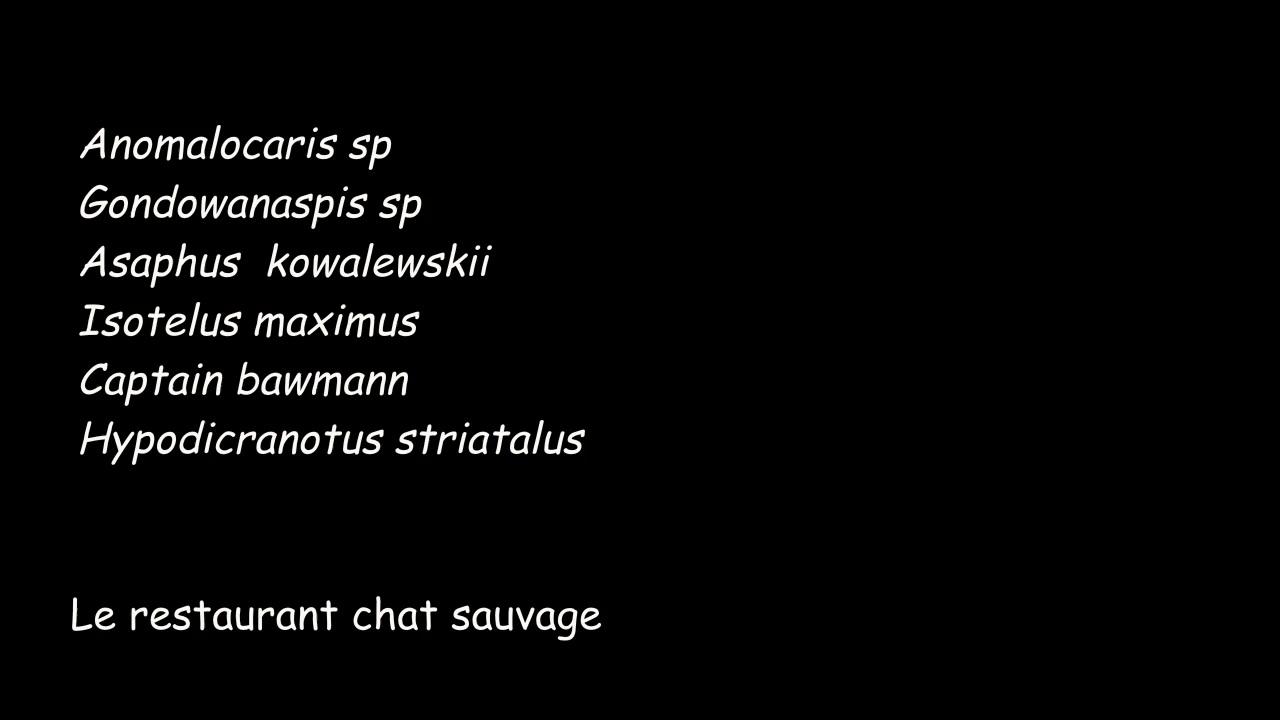 Anomalocaris sp
Gondowanaspis sp
Asaphus  kowalewskii
Isotelus maximus
Captain bawmann
Hypodicranotus striatalus
Le restaurant chat sauvage